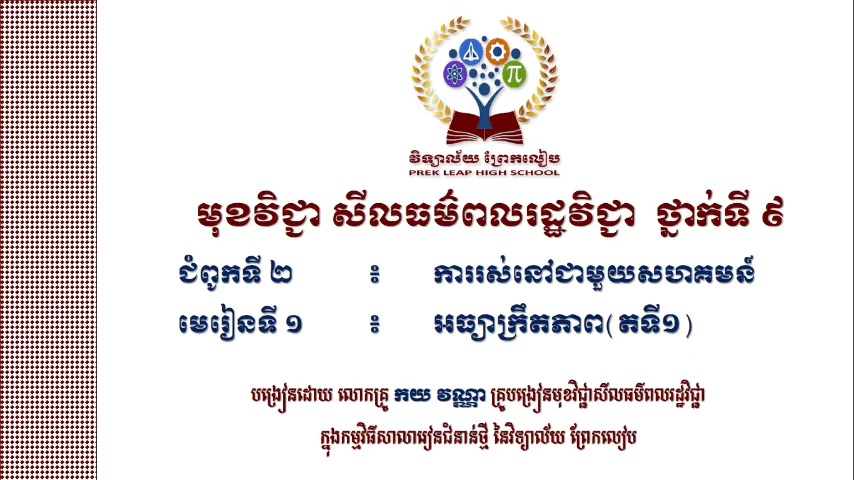 វិទ្យាល័យ ព្រែកលៀប
PREK LEAP HIGH SCHOOL
មុខវិជ្ជា សីលធម៌ពលរដ្ឋវិជ្ជា ថ្នាក់ទី ៩
ជំពូកទី ២ ៖ ការរស់នៅជាមួយសហគមន៍
មេរៀនទី ១ ៖ អធ្យាក្រឹតភាព(តទី១)
បង្រៀនដោយ លោកគ្រូ កយ វណ្ណា គ្រូបង្រៀនមុខវិជ្ជាសីលធម៌ពលរដ្ឋវិជ្ជា
ក្នុងកម្មវិធីសាលារៀនជំនាន់ថ្មី នៃវិទ្យាល័យ ព្រែកលៀប